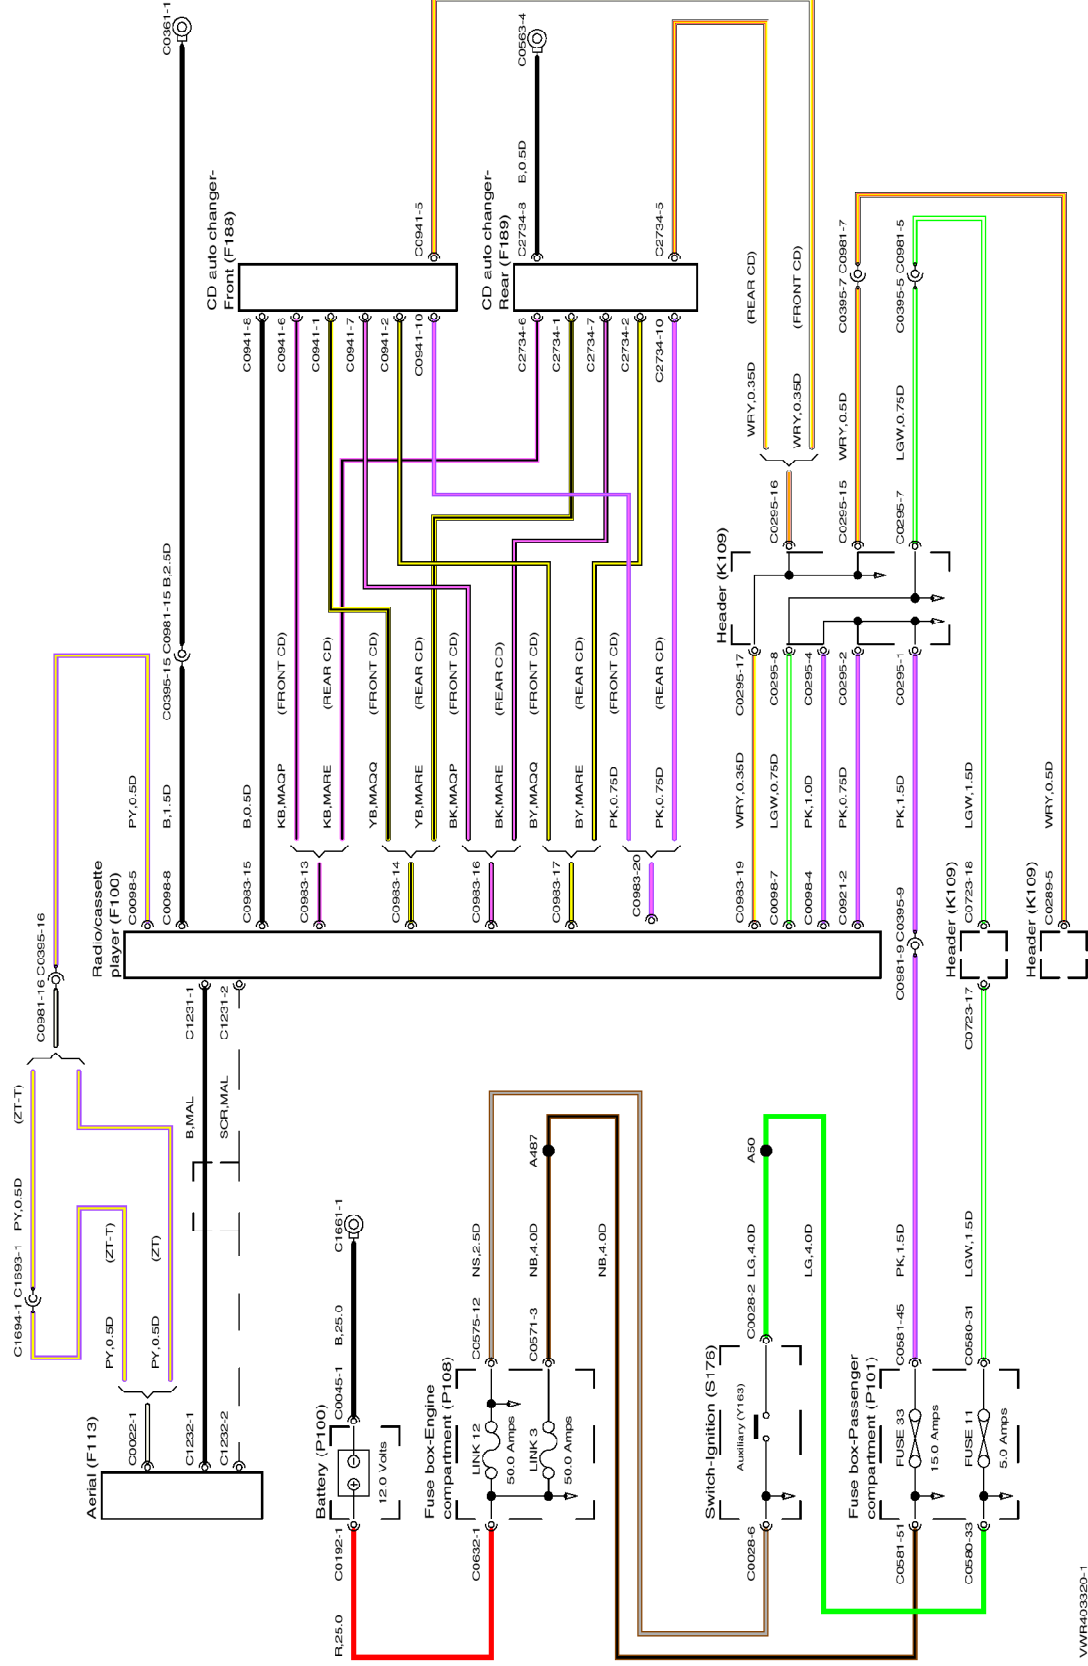 Aerial (F113)
C0022-1
C1232-1
C1232-2
PY,0.5D
PY,0.5D
(ZT-T)
(ZT)
C1694-1 C1693-1
PY,0.5D
(ZT-T)
C0981-16 C0395-16
B,MAL
SCR,MAL
C1231-1
C1231-2
Radio/cassette
player (F100)
C0098-5
C0098-8
C0983-15
C0983-13
C0983-14
C0983-16
C0983-17
C0983-20
C0983-19
C0098-7
C0098-4
C0921-2
PY,0.5D
B,1.5D
B,0.5D
KB,MAQP
KB,MARE
YB,MAQQ
YB,MARE
BK,MAQP
BK,MARE
BY,MAQQ
BY,MARE
PK,0.75D
PK,0.75D
WRY,0.35D
LGW,0.75D
PK,1.0D
PK,0.75D
PK,1.5D
LGW,1.5D
WRY,0.5D
(FRONT CD)
(REAR CD)
(FRONT CD)
(REAR CD)
(FRONT CD)
(REAR CD)
(FRONT CD)
(REAR CD)
(FRONT CD)
(REAR CD)
C0395-15 C0981-15 B,2.5D
C0361-1
CD auto changer-
Front (F188)
C0941-8
C0941-6
C0941-1
C0941-7
C0941-2
C0941-10
C0941-5
CD auto changer-
Rear (F189)
C2734-6
C2734-1
C2734-7
C2734-2
C2734-10
C2734-8
B,0.5D
C0563-4
C2734-5
WRY,0.35D
(REAR CD)
WRY,0.35D
(FRONT CD)
Header (K109)
C0295-17
C0295-8
C0295-4
C0295-2
C0295-1
C0295-16
C0295-15
C0295-7
WRY,0.5D
LGW,0.75D
C0395-7 C0981-7
C0395-5 C0981-5
C0981-9 C0395-9
Header (K109)
C0723-18
C0723-17
Header (K109)
C0289-5
Battery (P100)
12.0 Volts
C0045-1
C0192-1
B,25.0
C1661-1
R,25.0
Fuse box-Engine
compartment (P108)
LINK 12
50.0 Amps
LINK 3
50.0 Amps
C0632-1
C0575-12
C0571-3
NS,2.5D
NB,4.0D
A487
NB,4.0D
Switch-Ignition (S176)
Auxiliary (Y163)
C0028-6
C0028-2
LG,4.0D
A50
LG,4.0D
Fuse box-Passenger
compartment (P101)
FUSE 33
15.0 Amps
FUSE 11
5.0 Amps
C0581-51
C0580-33
C0581-45
C0580-31
PK,1.5D
LGW,1.5D
VWR403320-1